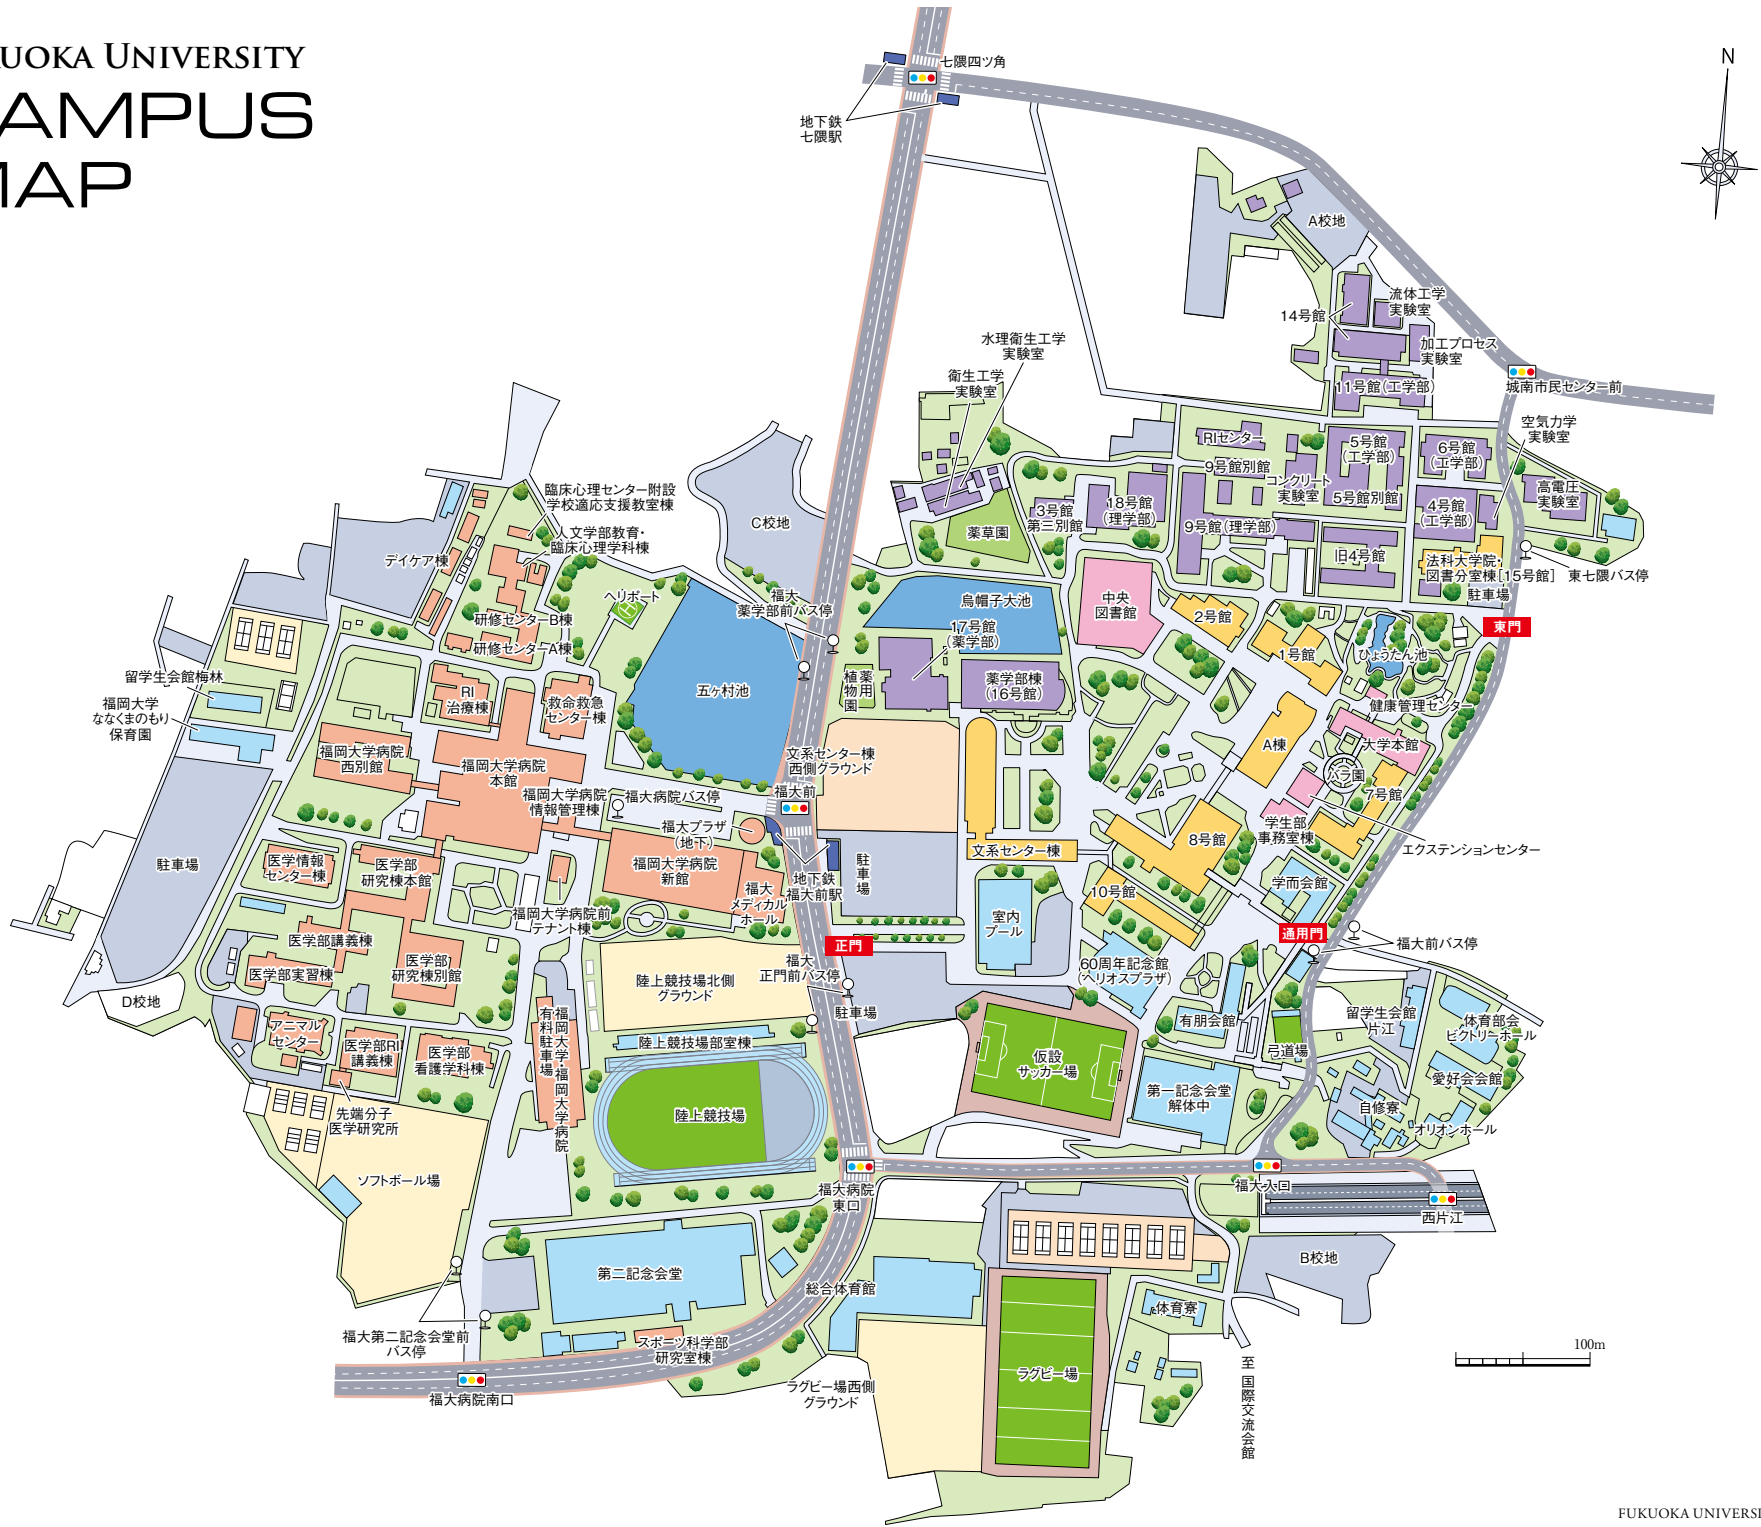 UOKA UNIVERSITY
AMPUS
MAP
N
七隈四ツ角
地下鉄
七隈駅
A校地
流体工学
実験室
14号館
加工プロセス
実験室
11号館(工学部)
城南市民センター前
水理衛生工学
実験室
衛生工学
実験室
空気力学
実験室
RIセンター
5号館
(工学部)
6号館
(工学部)
9号館別館
コンクリート
実験室
5号館別館
高電圧
実験室
4号館
(工学部)
18号館
(理学部)
3号館
第三別館
9号館(理学部)
旧4号館
法科大学院・
図書分室棟[15号館]
東七隈バス停
駐車場
東門
薬草園
C校地
臨床心理センター附設
学校適応支援教室棟
人文学部教育・
臨床心理学科棟
デイケア棟
ヘリポート
福大
薬学部前バス停
烏帽子大池
中央
図書館
2号館
1号館
ひょうたん池
17号館
(薬学部)
研修センターB棟
研修センターA棟
留学生会館梅林
福岡大学
ななくまのもり
保育園
RI
治療棟
救命救急
センター棟
五ヶ村池
薬用
植物園
薬学部棟
(16号館)
健康管理センター
A棟
大学本館
バラ園
7号館
福岡大学病院
西別館
福岡大学病院
本館
文系センター棟
西側グラウンド
福大前
福岡大学病院
情報管理棟
福大病院バス停
福大プラザ
(地下)
8号館
学生部
事務室棟
エクステンションセンター
文系センター棟
駐車場
医学情報
センター棟
医学部
研究棟本館
福岡大学病院
新館
福大
メディカル
ホール
地下鉄
福大前駅
駐車場
10号館
学而会館
室内
プール
福岡大学病院前
テナント棟
通用門
福大前バス停
正門
医学部講義棟
医学部実習棟
医学部
研究棟別館
福大
正門前バス停
陸上競技場北側
グラウンド
60周年記念館
(ヘリオスプラザ)
D校地
駐車場
有朋会館
留学生会館
片江
体育部会
ビクトリーホール
アニマル
センター
医学部RI
講義棟
医学部
看護学科棟
福岡大学・福岡大学病院
有料駐車場
陸上競技場部室棟
仮設
サッカー場
弓道場
第一記念会堂
解体中
愛好会会館
自修寮
オリオンホール
先端分子
医学研究所
陸上競技場
ソフトボール場
福大病院
東口
福大入口
西片江
B校地
第二記念会堂
総合体育館
体育寮
福大第二記念会堂前
バス停
スポーツ科学部
研究室棟
ラグビー場
ラグビー場西側
グラウンド
福大病院南口
至 国際交流会館
100m
FUKUOKA UNIVERSI